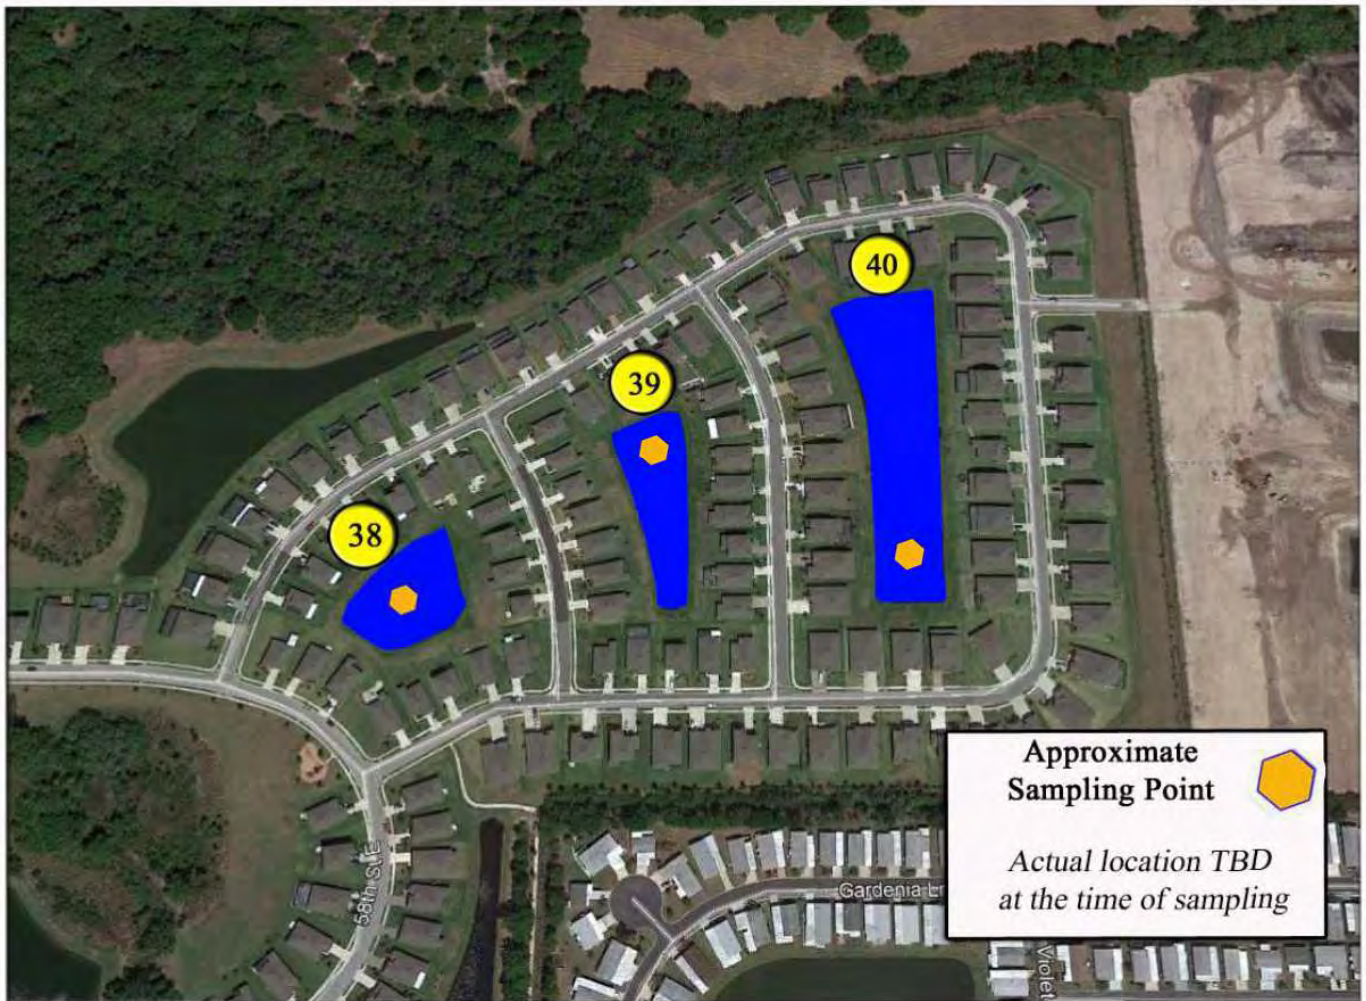 40
39
38
Approximate
Sampling Point
Actual location TBD
at the time of sampling
58th St E
Gardenia Ln
Violet